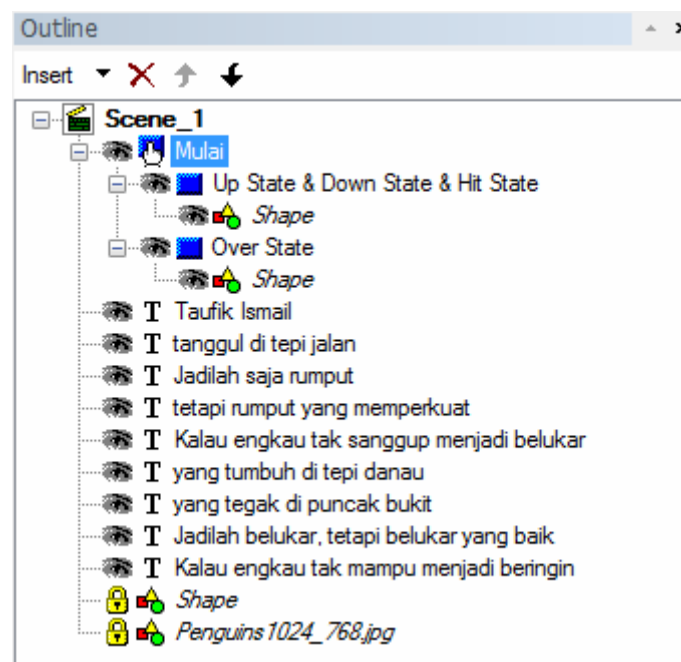 Outline
Insert
Scene_1
Mulai
Up State & Down State & Hit State
Shape
Over State
Shape
T Taufik Ismail
T tanggul di tepi jalan
T Jadilah saja rumput
T tetapi rumput yang memperkuat
T Kalau engkau tak sanggup menjadi belukar
T yang tumbuh di tepi danau
T yang tegak di puncak bukit
T Jadilah belukar, tetapi belukar yang baik
T Kalau engkau tak mampu menjadi beringin
Shape
Penguins1024_768.jpg